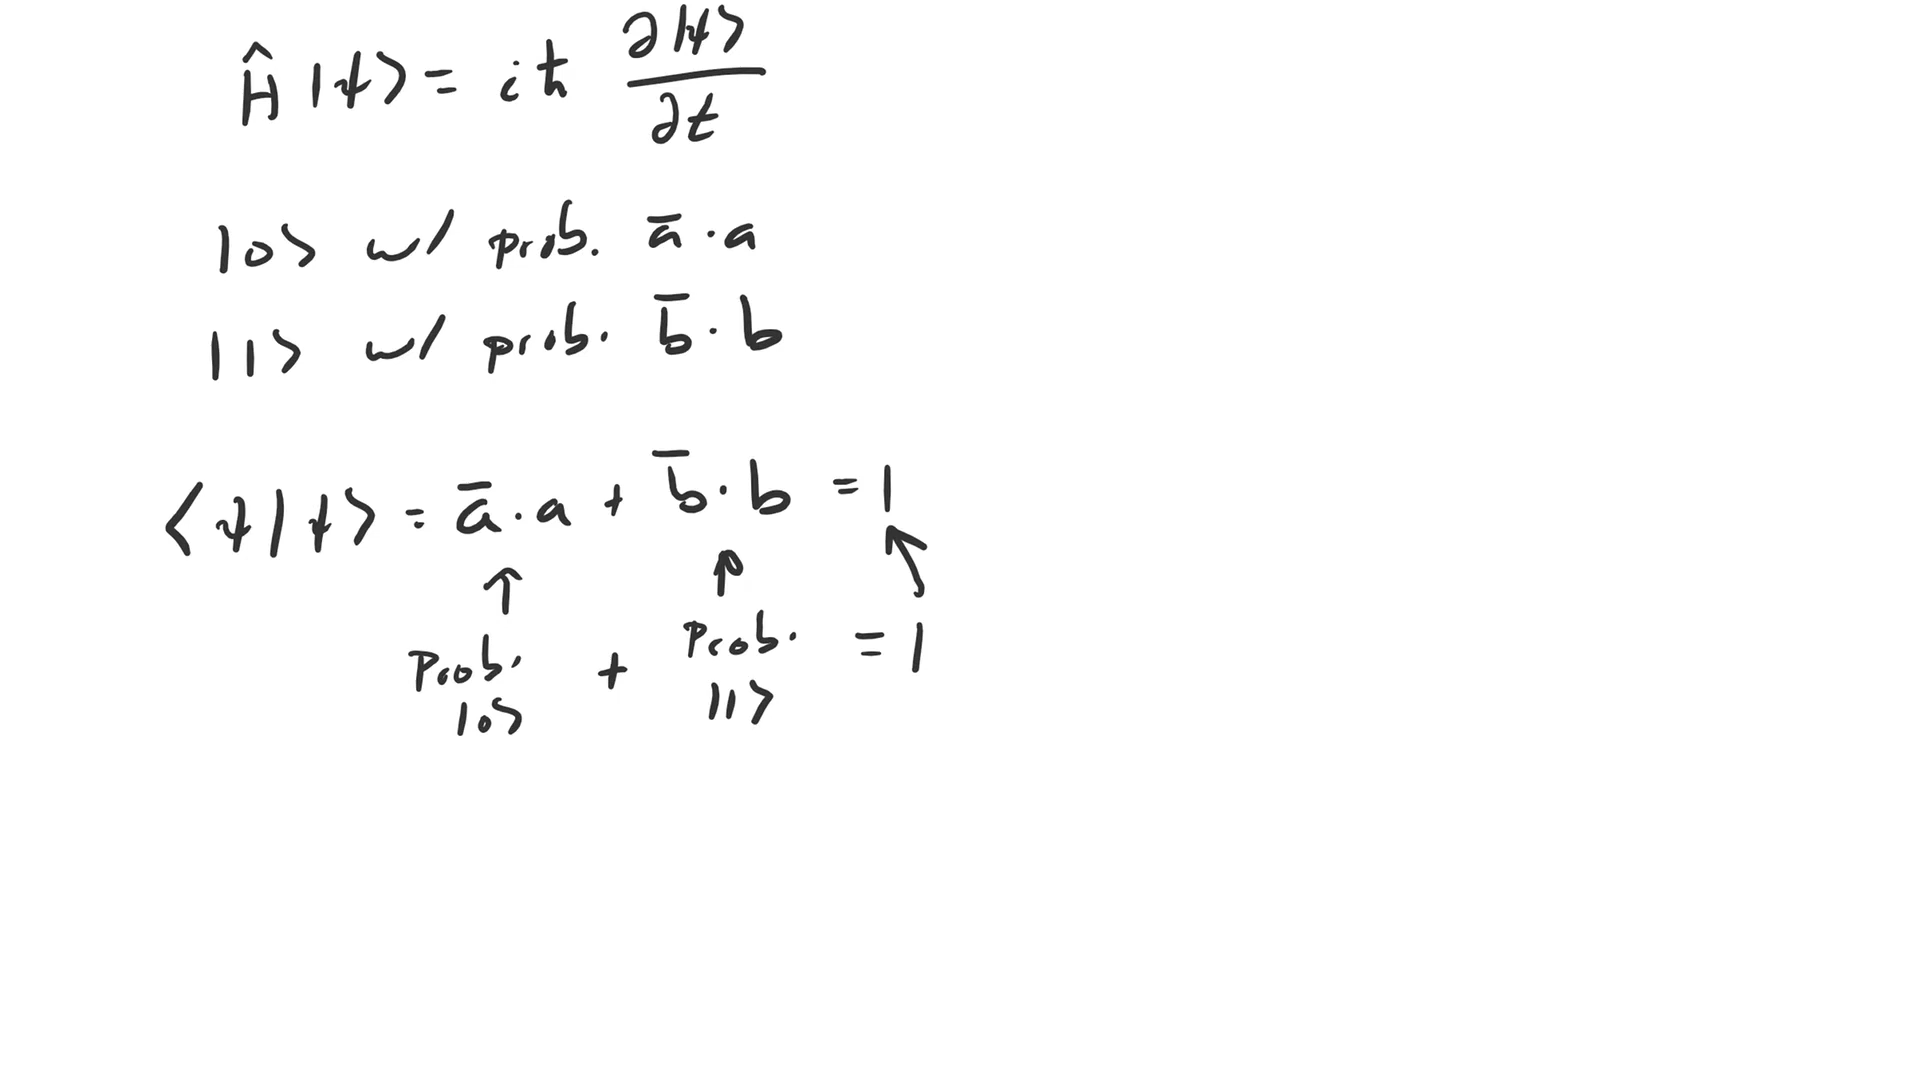 Ĥ |ψ> = iħ ∂|ψ> / ∂t
|0> w/ prob. ā · a
|1> w/ prob. b̄ · b
<ψ|ψ> = ā · a + b̄ · b = 1
↑ ↑ ↖
Prob. |0> + Prob. |1> = 1